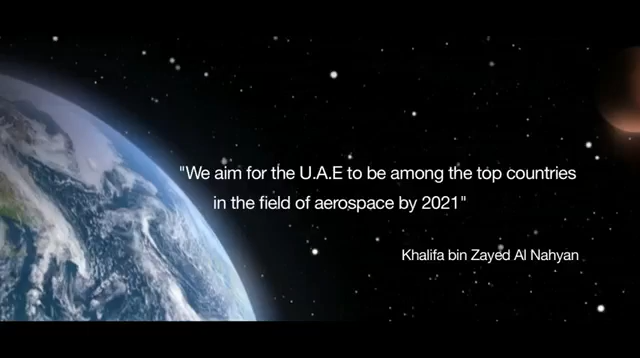 "We aim for the U.A.E to be among the top countries
in the field of aerospace by 2021"
Khalifa bin Zayed Al Nahyan